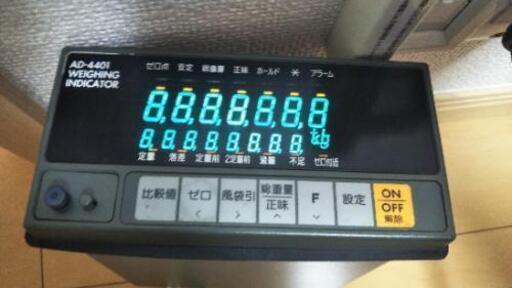 AD-4401
WEIGHING
INDICATOR
ゼロ点 安定 総重量 正味 ホールド ＊ アラーム
8.8.8.8.8.8.8
8.8.8.8.8.8.8 kg
定量 落差 定量前 2定量前 過量 不足 ゼロ付近
比較値 ゼロ 風袋引 総重量/正味 F 設定 ON/OFF
< > ^ 解除